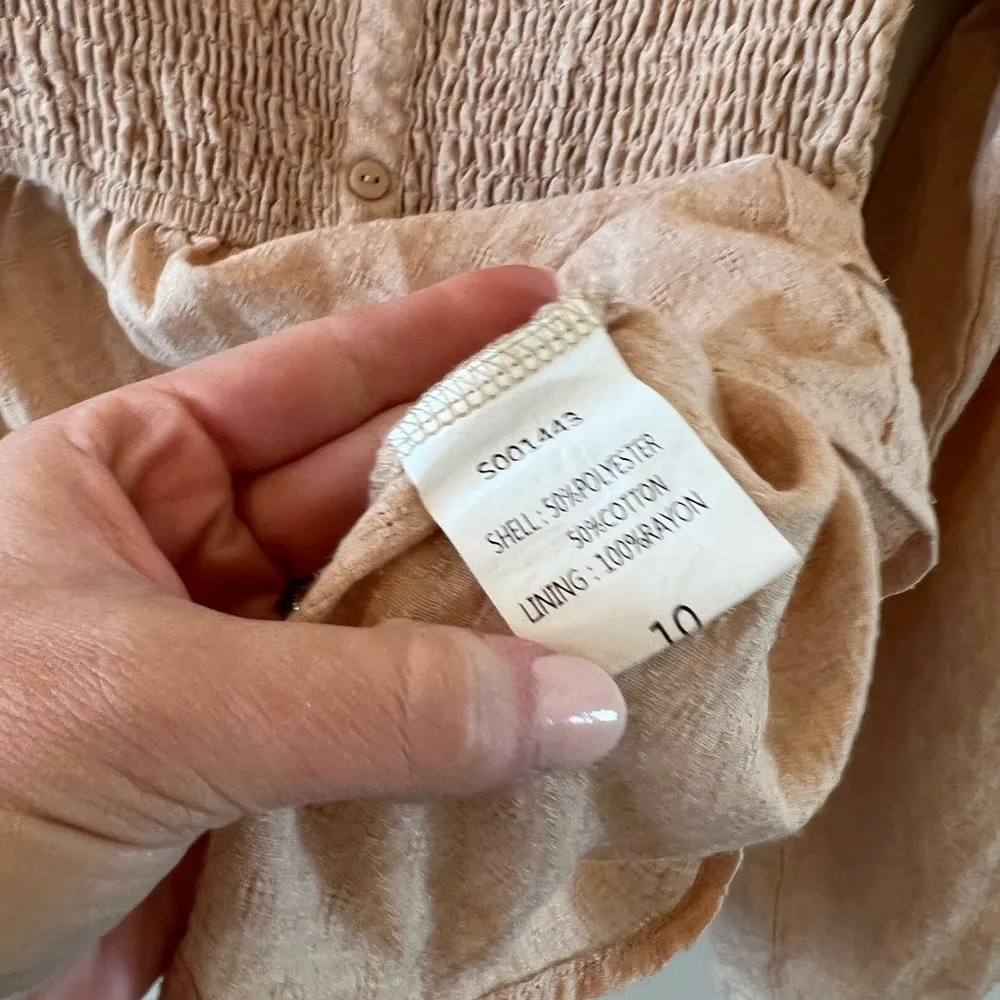 S001443
SHELL: 50%POLYESTER
50%COTTON
LINING: 100%RAYON
10